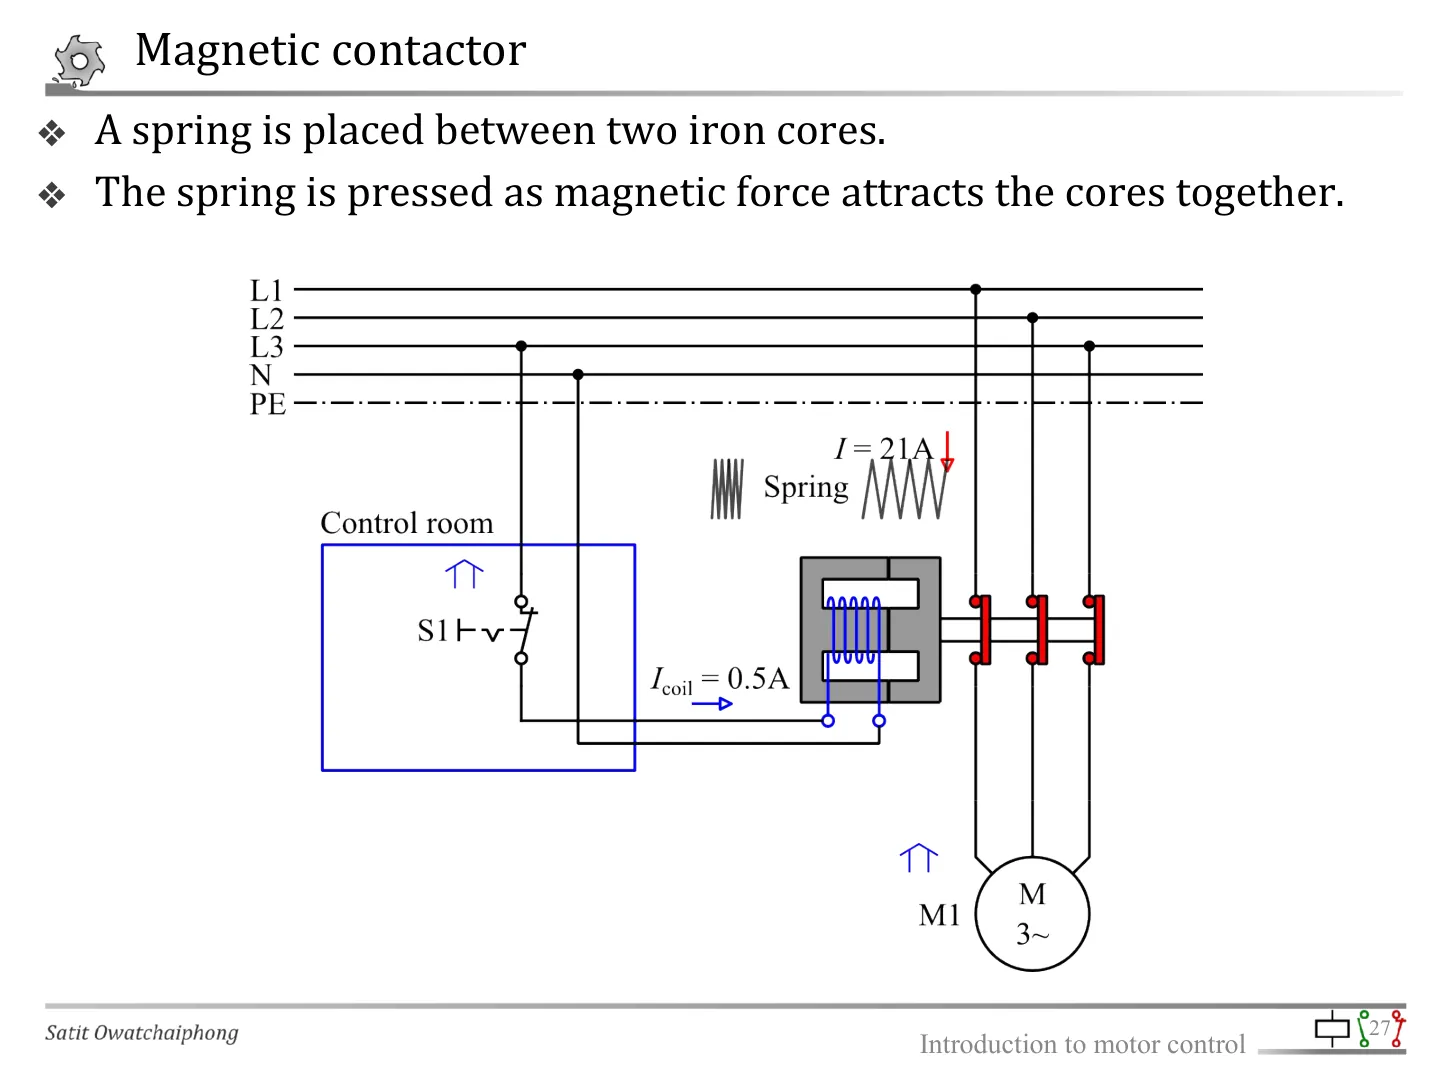 Magnetic contactor
❖ A spring is placed between two iron cores.
❖ The spring is pressed as magnetic force attracts the cores together.
L1
L2
L3
N
PE
I = 21A
Spring
Control room
S1
Icoil = 0.5A
M
3~
M1
Satit Owatchaiphong
Introduction to motor control
27